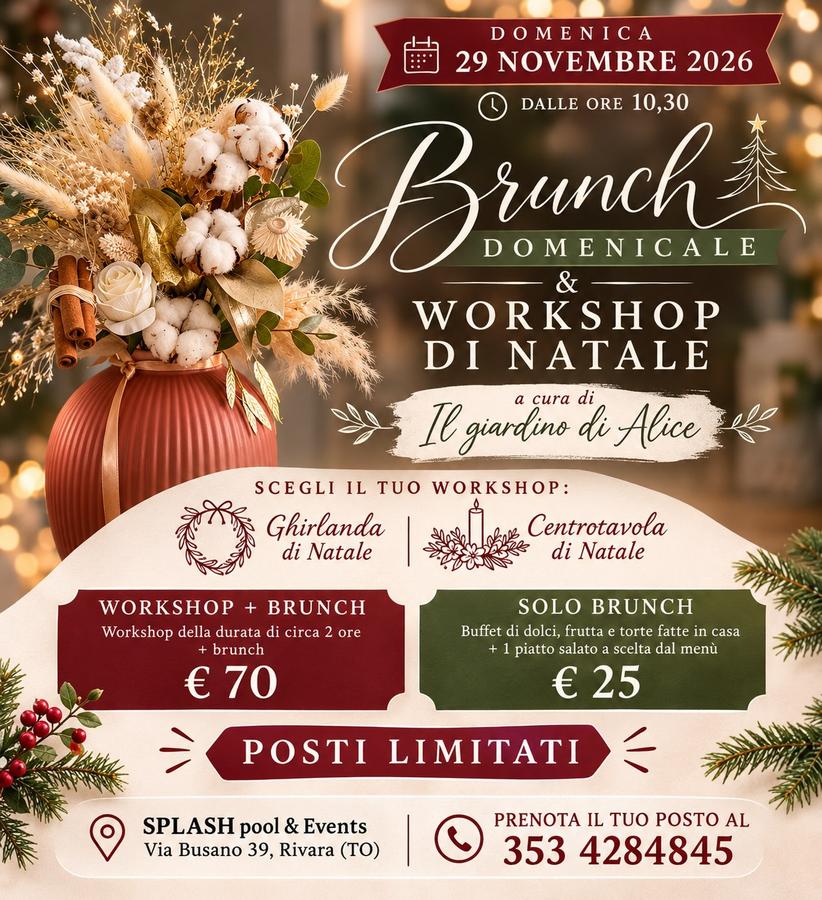 DOMENICA
29 NOVEMBRE 2026
DALLE ORE 10,30
Brunch
DOMENICALE
&
WORKSHOP
DI NATALE
a cura di
Il giardino di Alice
SCEGLI IL TUO WORKSHOP:
Ghirlanda
di Natale
Centrotavola
di Natale
WORKSHOP + BRUNCH
Workshop della durata di circa 2 ore
+ brunch
€ 70
SOLO BRUNCH
Buffet di dolci, frutta e torte fatte in casa
+ 1 piatto salato a scelta dal menù
€ 25
POSTI LIMITATI
SPLASH pool & Events
Via Busano 39, Rivara (TO)
PRENOTA IL TUO POSTO AL
353 4284845